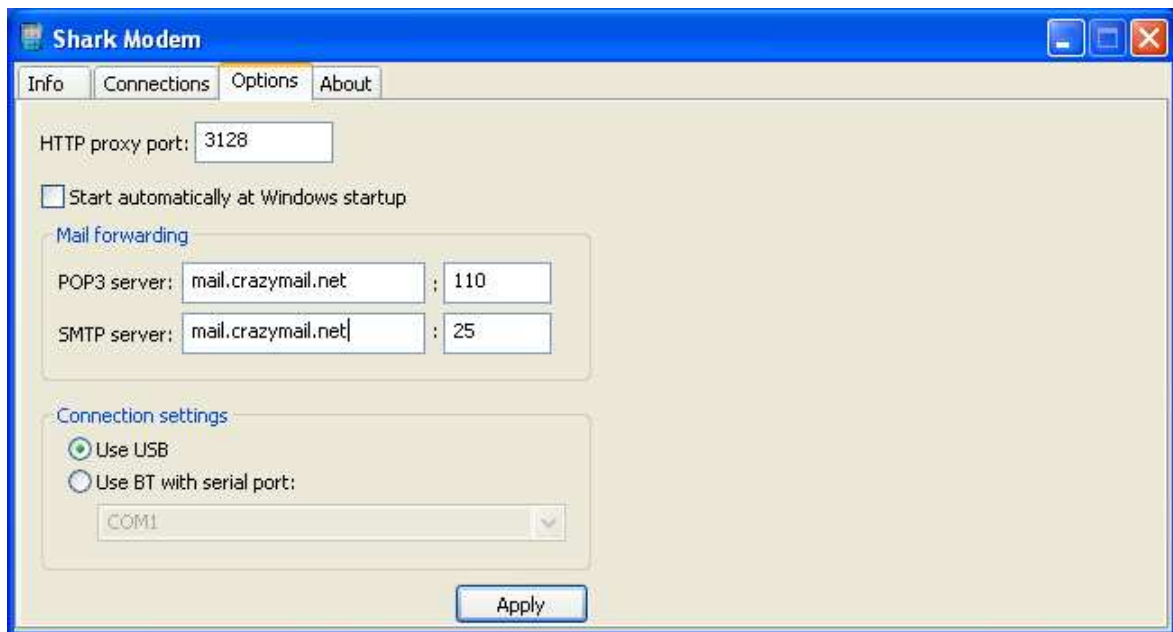 Shark Modem
Info Connections Options About
HTTP proxy port: 3128
Start automatically at Windows startup
Mail forwarding
POP3 server: mail.crazymail.net : 110
SMTP server: mail.crazymail.net : 25
Connection settings
Use USB
Use BT with serial port:
COM1
Apply